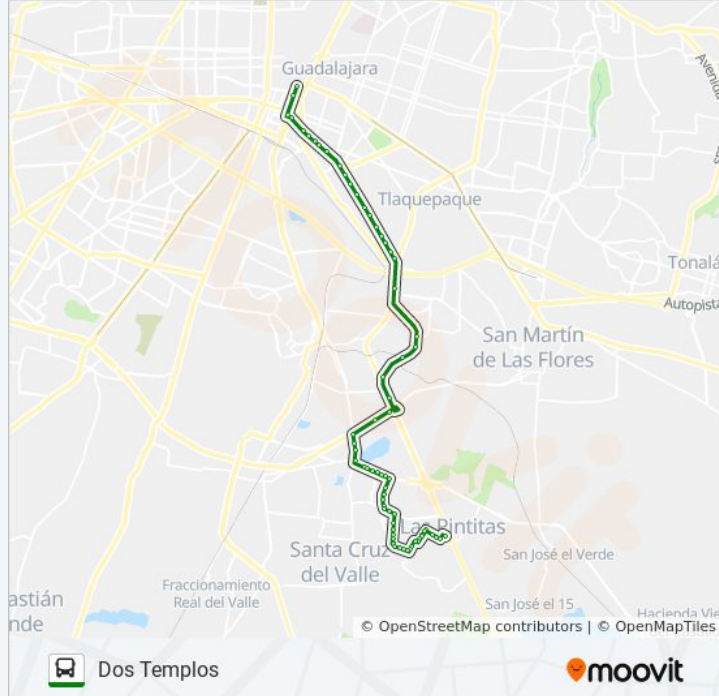 Guadalajara
Tlaquepaque
Avenida
Tonalá
Autopista
San Martín
de Las Flores
Las Pintitas
Santa Cruz
del Valle
San José el Verde
Fraccionamiento
Real del Valle
San José el 15
Hacienda Vie
astián
nde
© OpenStreetMap contributors | © OpenMapTiles
Dos Templos
moovit